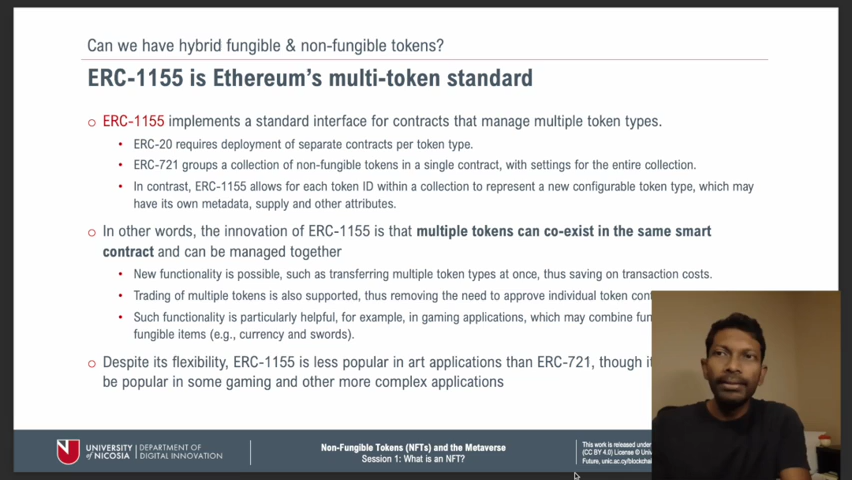 Can we have hybrid fungible & non-fungible tokens?
ERC-1155 is Ethereum's multi-token standard
ERC-1155 implements a standard interface for contracts that manage multiple token types.
ERC-20 requires deployment of separate contracts per token type.
ERC-721 groups a collection of non-fungible tokens in a single contract, with settings for the entire collection.
In contrast, ERC-1155 allows for each token ID within a collection to represent a new configurable token type, which may
have its own metadata, supply and other attributes.
In other words, the innovation of ERC-1155 is that multiple tokens can co-exist in the same smart
contract and can be managed together
New functionality is possible, such as transferring multiple token types at once, thus saving on transaction costs.
Trading of multiple tokens is also supported, thus removing the need to approve individual token
Such functionality is particularly helpful, for example, in gaming applications, which may combine
fungible items (e.g., currency and swords).
Despite its flexibility, ERC-1155 is less popular in art applications than ERC-721, though
be popular in some gaming and other more complex applications
UNIVERSITY of NICOSIA
DEPARTMENT OF DIGITAL INNOVATION
Non-Fungible Tokens (NFTs) and the Metaverse
Session 1: What is an NFT?
This work is released under
(CC BY 4.0) License ©
Future, unic.ac.cy/blockchain